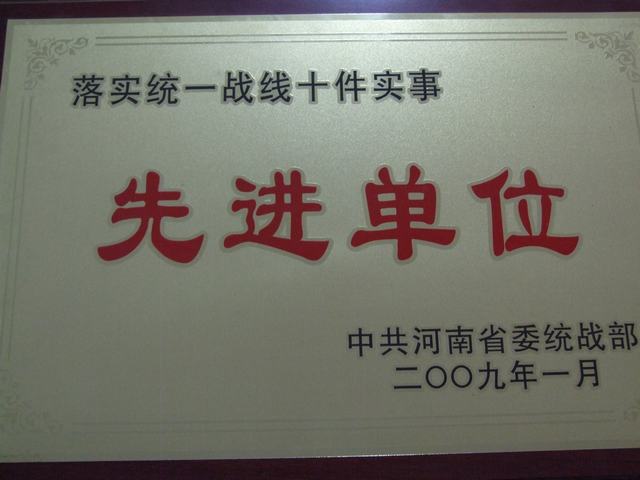 落实统一战线十件实事
先进单位
中共河南省委统战部
二〇〇九年一月